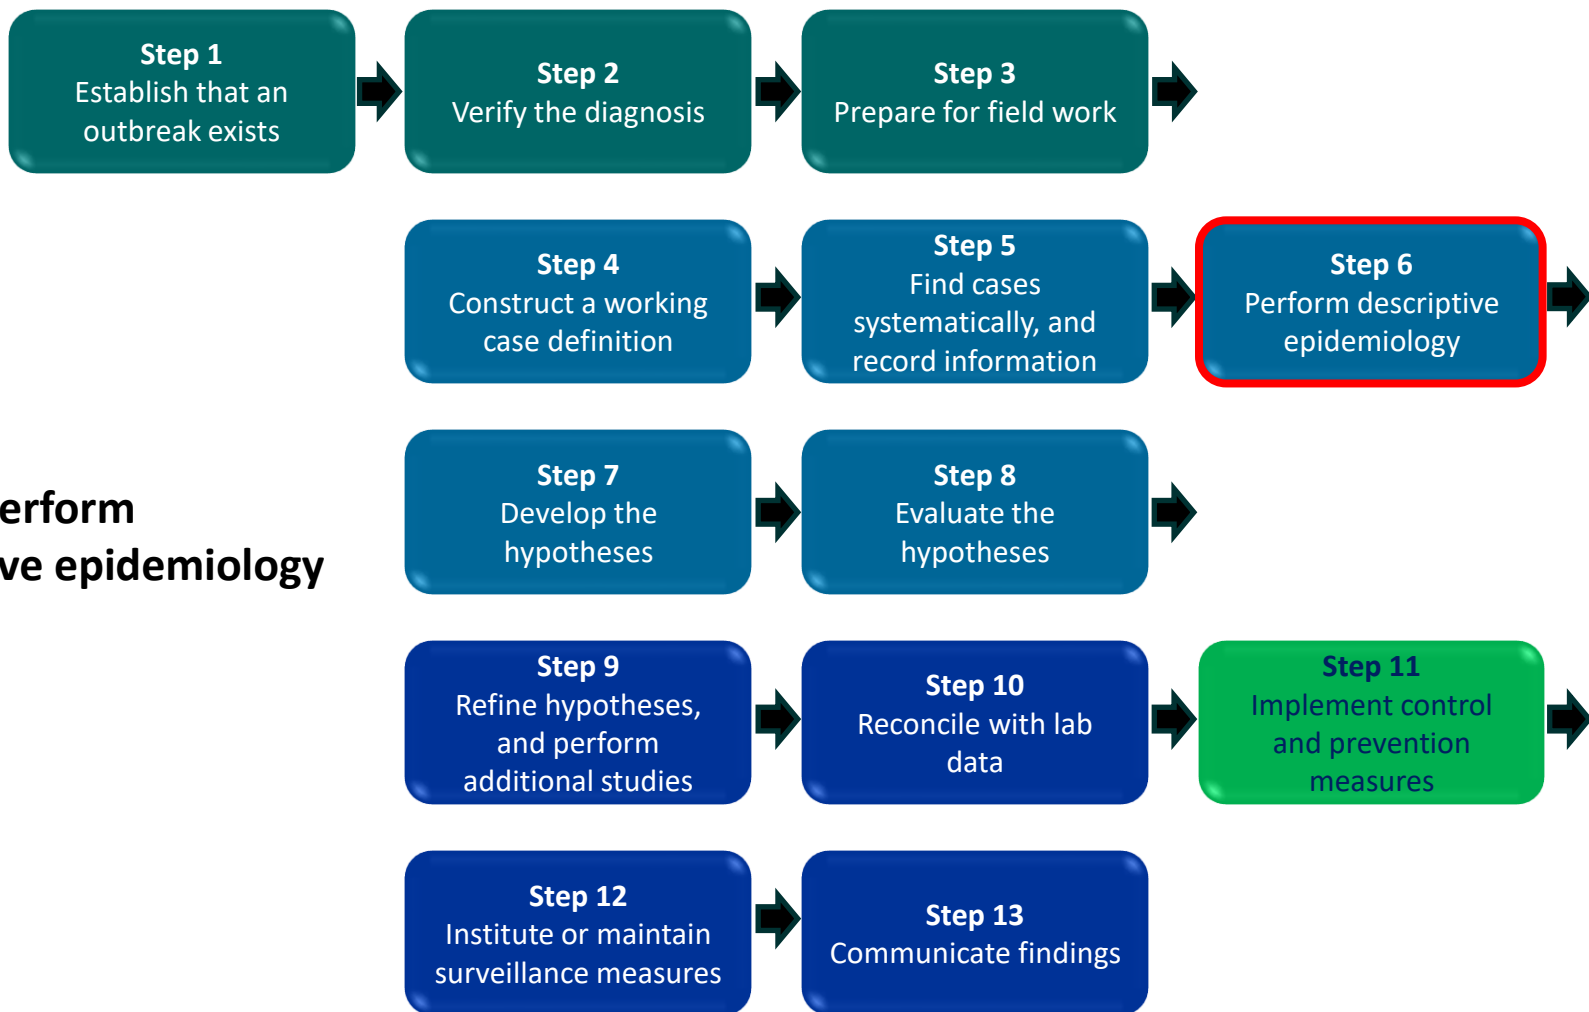 Step 1
Establish that an
outbreak exists
Step 2
Verify the diagnosis
Step 3
Prepare for field work
Step 4
Construct a working
case definition
Step 5
Find cases
systematically, and
record information
Step 6
Perform descriptive
epidemiology
erform
ve epidemiology
Step 7
Develop the
hypotheses
Step 8
Evaluate the
hypotheses
Step 9
Refine hypotheses,
and perform
additional studies
Step 10
Reconcile with lab
data
Step 11
Implement control
and prevention
measures
Step 12
Institute or maintain
surveillance measures
Step 13
Communicate findings